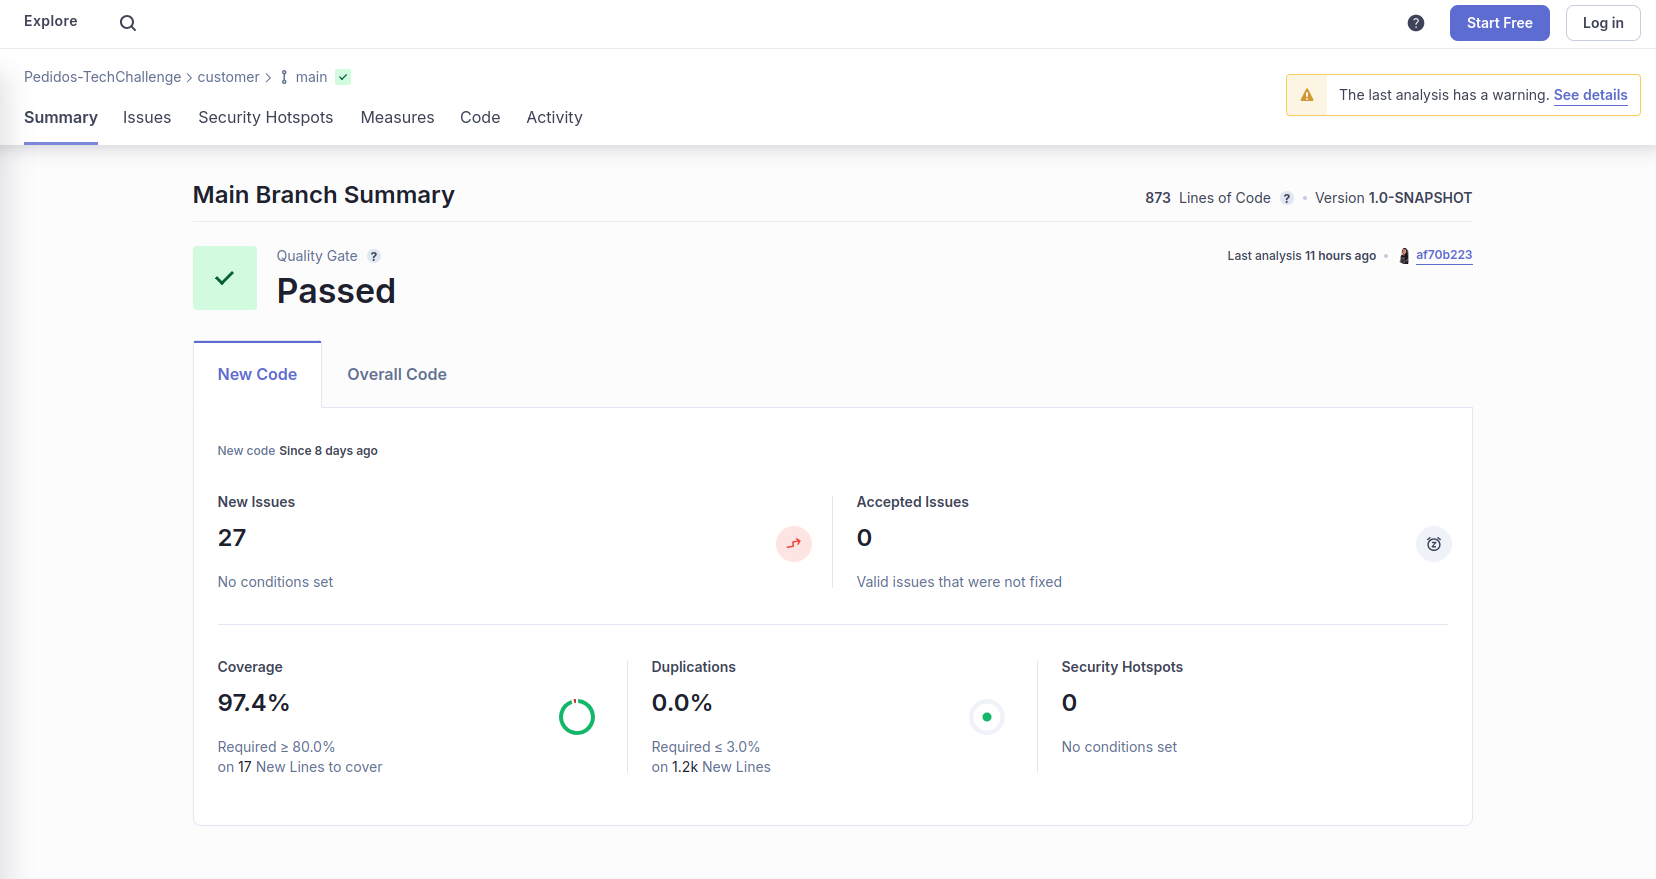 Explore
? Start Free Log in
Pedidos-TechChallenge > customer > main
The last analysis has a warning. See details
Summary Issues Security Hotspots Measures Code Activity
Main Branch Summary
873 Lines of Code ? • Version 1.0-SNAPSHOT
Quality Gate ?
Last analysis 11 hours ago • af70b223
Passed
New Code Overall Code
New code Since 8 days ago
New Issues
27
No conditions set
Accepted Issues
0
Valid issues that were not fixed
Coverage
97.4%
Required ≥ 80.0%
on 17 New Lines to cover
Duplications
0.0%
Required ≤ 3.0%
on 1.2k New Lines
Security Hotspots
0
No conditions set